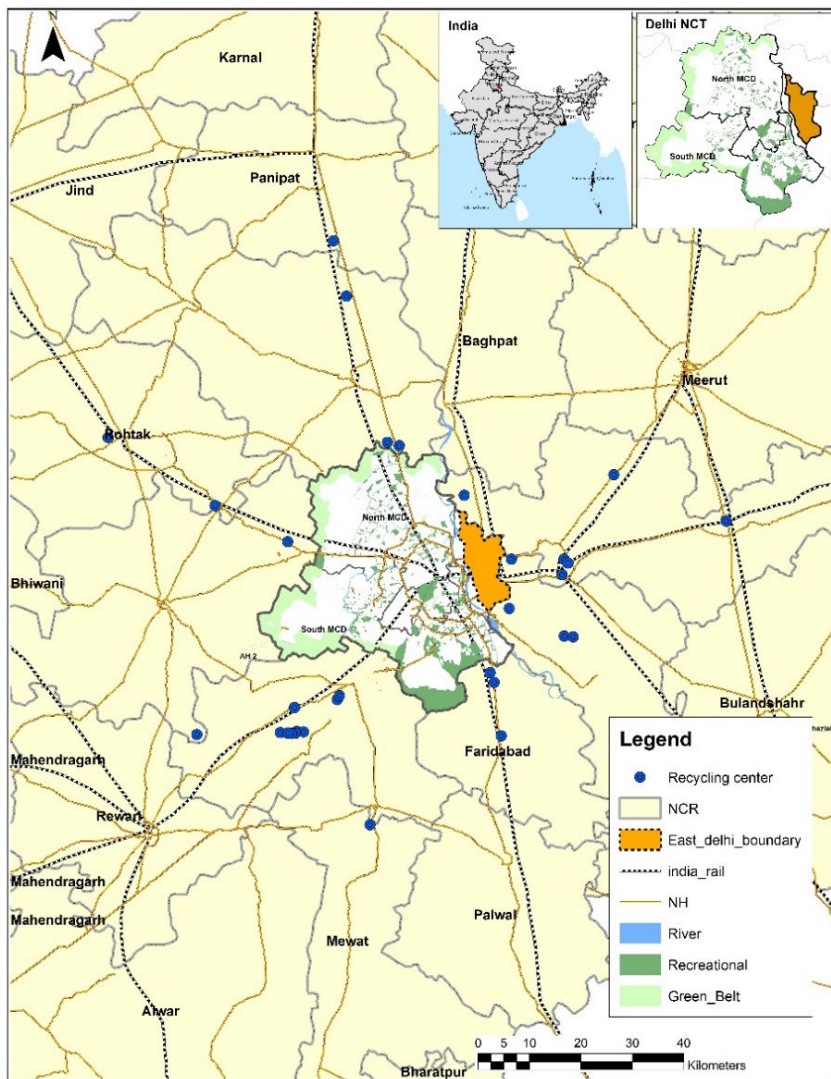 India
Delhi NCT
North MCD
South MCD
Karnal
Jind
Panipat
Baghpat
Meerut
Rohtak
North MCD
Bhiwani
South MCD
AH 2
Bulandshahr
Faridabad
Mahendragarh
Rewari
Mahendragarh
Mahendragarh
Palwal
Mewat
Alwar
Bharatpur
Legend
Recycling center
NCR
East_delhi_boundary
india_rail
NH
River
Recreational
Green_Belt
0 5 10 20 30 40
Kilometers